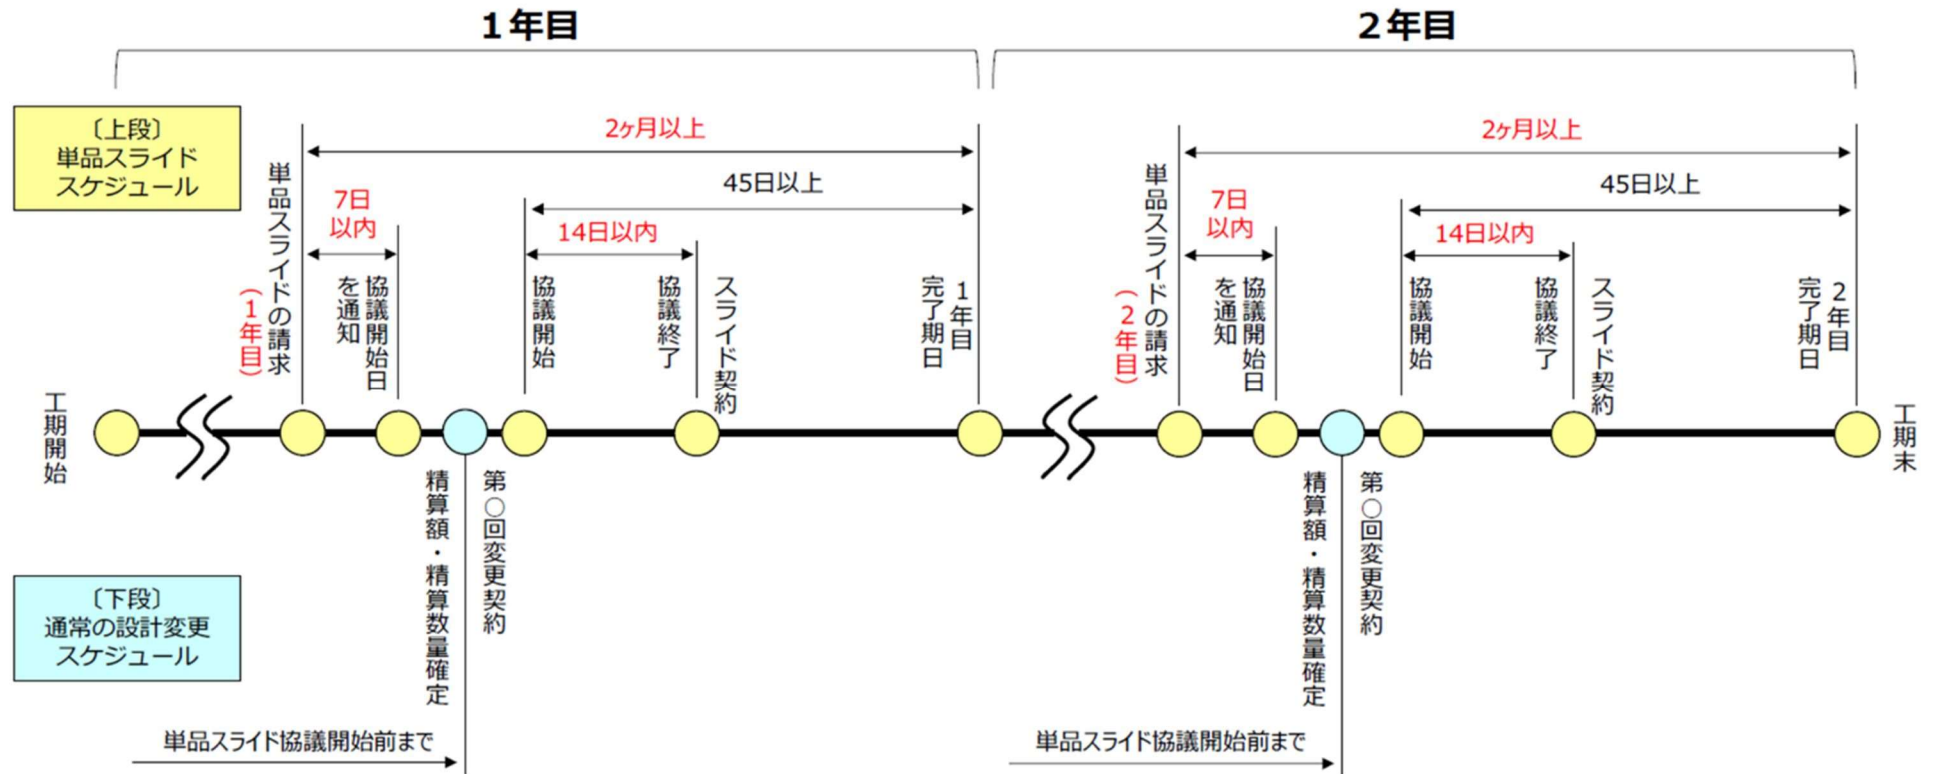 １年目
２年目
〔上段〕
単品スライド
スケジュール
2ヶ月以上
45日以上
7日
以内
14日以内
単品スライドの請求
（１年目）
協議開始日
を通知
協議開始
協議終了
スライド契約
１年目
完了期日
2ヶ月以上
45日以上
7日
以内
14日以内
単品スライドの請求
（２年目）
協議開始日
を通知
協議開始
協議終了
スライド契約
２年目
完了期日
工期開始
工期末
〔下段〕
通常の設計変更
スケジュール
第○回変更契約
精算額・精算数量確定
単品スライド協議開始前まで
第○回変更契約
精算額・精算数量確定
単品スライド協議開始前まで